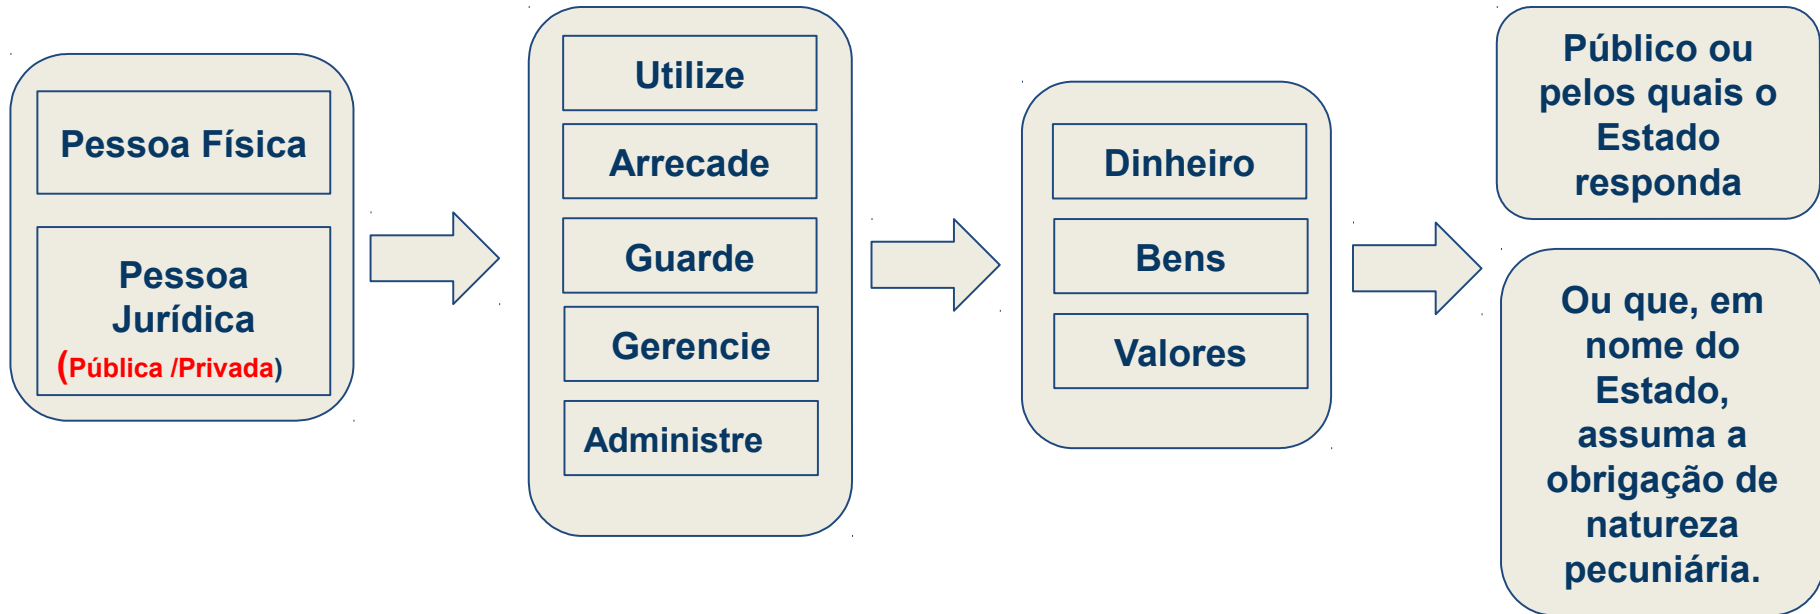 Pessoa Física
Pessoa
Jurídica
(Pública /Privada)
Utilize
Arrecade
Guarde
Gerencie
Administre
Dinheiro
Bens
Valores
Público ou
pelos quais o
Estado
responda
Ou que, em
nome do
Estado,
assuma a
obrigação de
natureza
pecuniária.